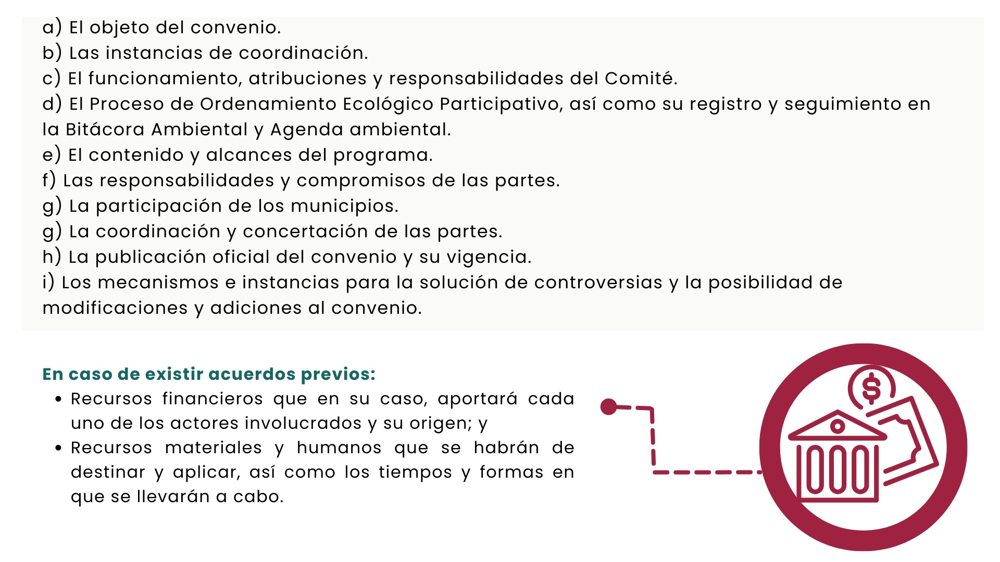 a) El objeto del convenio.
b) Las instancias de coordinación.
c) El funcionamiento, atribuciones y responsabilidades del Comité.
d) El Proceso de Ordenamiento Ecológico Participativo, así como su registro y seguimiento en
la Bitácora Ambiental y Agenda ambiental.
e) El contenido y alcances del programa.
f) Las responsabilidades y compromisos de las partes.
g) La participación de los municipios.
g) La coordinación y concertación de las partes.
h) La publicación oficial del convenio y su vigencia.
i) Los mecanismos e instancias para la solución de controversias y la posibilidad de
modificaciones y adiciones al convenio.
En caso de existir acuerdos previos:
• Recursos financieros que en su caso, aportará cada
uno de los actores involucrados y su origen; y
• Recursos materiales y humanos que se habrán de
destinar y aplicar, así como los tiempos y formas en
que se llevarán a cabo.
$